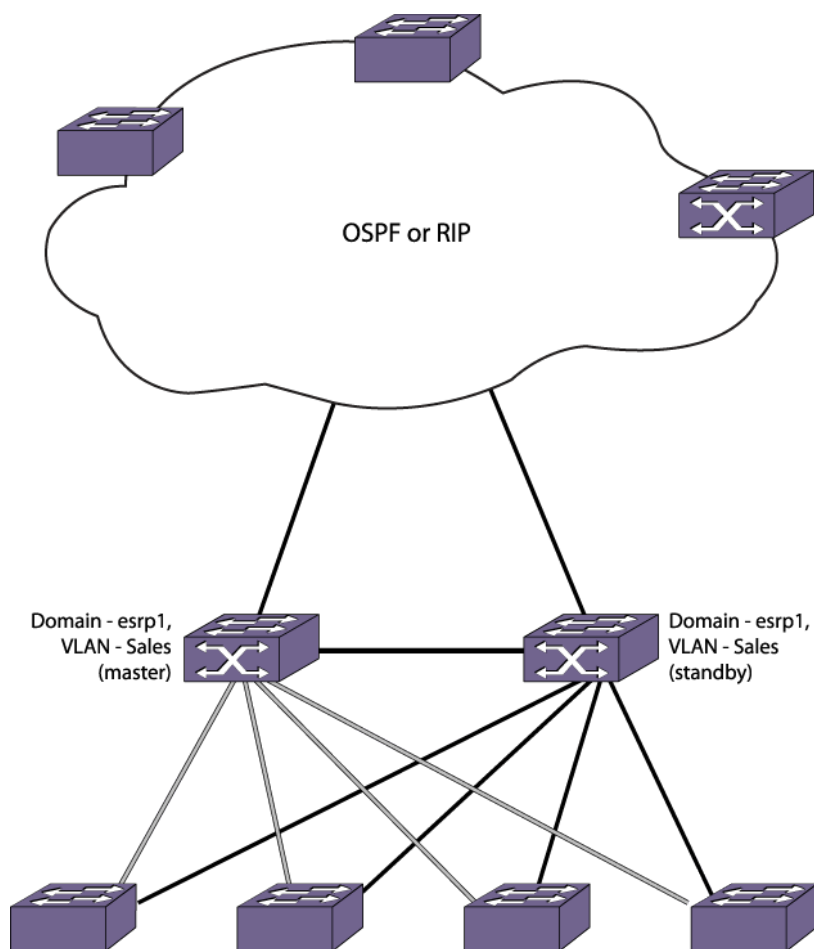 OSPF or RIP
Domain - esrp1,
VLAN - Sales
(master)
Domain - esrp1,
VLAN - Sales
(standby)